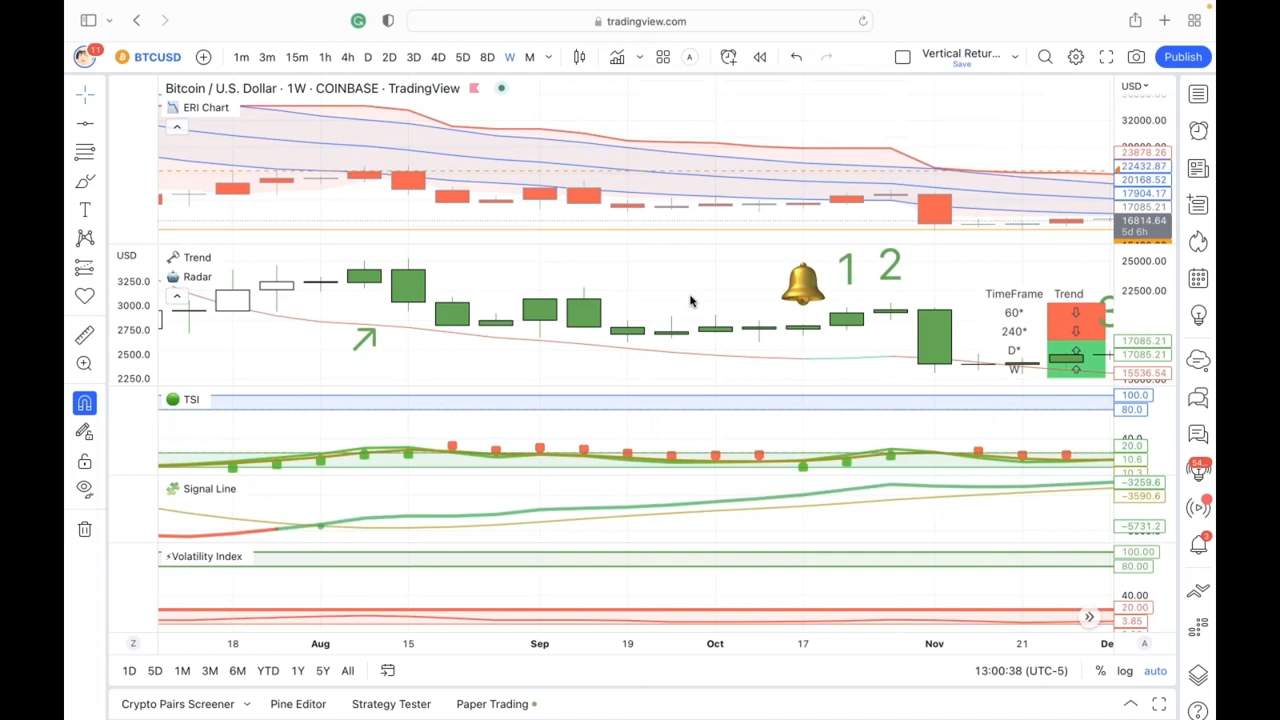 tradingview.com
11
BTCUSD
1m 3m 15m 1h 4h D 2D 3D 4D 5D 8D W M
A
Vertical Retur...
Save
Publish
Bitcoin / U.S. Dollar · 1W · COINBASE · TradingView
USD
ERI Chart
32000.00
23878.26
22432.87
20168.52
17904.17
17085.21
16814.64
5d 6h
USD
Trend
Radar
1 2
3250.0
3000.0
2750.0
2500.0
2250.0
TimeFrame Trend
60*
240*
D*
W
25000.00
22500.00
17085.21
17085.21
15536.54
TSI
100.0
80.0
20.0
10.6
Signal Line
−3259.6
−3590.6
−5731.2
⚡Volatility Index
100.00
80.00
40.00
20.00
3.85
54...
3
Z
18 Aug 15 Sep 19 Oct 17 Nov 21 De
A
1D 5D 1M 3M 6M YTD 1Y 5Y All
13:00:38 (UTC-5)
% log auto
Crypto Pairs Screener Pine Editor Strategy Tester Paper Trading